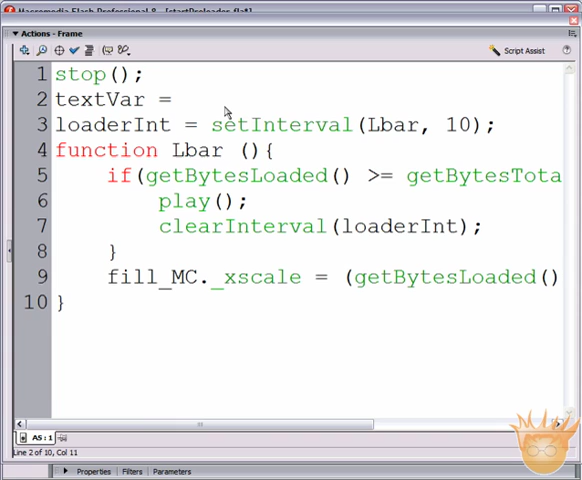 Macromedia Flash Professional 8 - [startPreloader.fla*]
Actions - Frame
Script Assist
1 stop();
2 textVar =
3 loaderInt = setInterval(Lbar, 10);
4 function Lbar (){
5 if(getBytesLoaded() >= getBytesTota
6 play();
7 clearInterval(loaderInt);
8 }
9 fill_MC._xscale = (getBytesLoaded()
10 }
AS: 1
Line 2 of 10, Col 11
Properties Filters Parameters